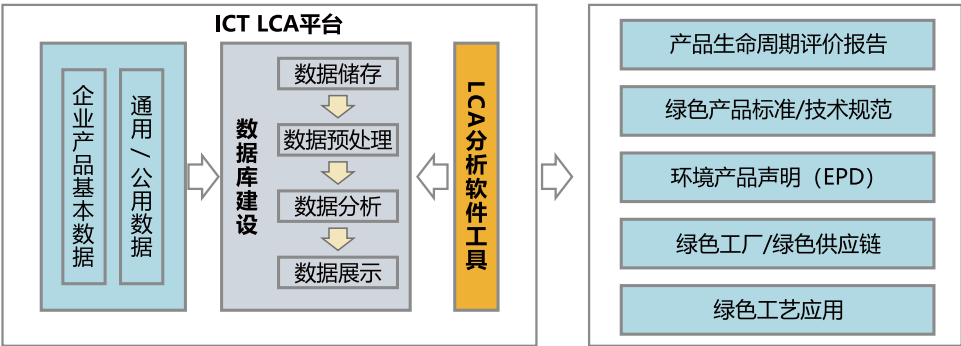 ICT LCA平台
企业产品基本数据
通用/公用数据
数据库建设
数据储存
数据预处理
数据分析
数据展示
LCA分析软件工具
产品生命周期评价报告
绿色产品标准/技术规范
环境产品声明（EPD）
绿色工厂/绿色供应链
绿色工艺应用